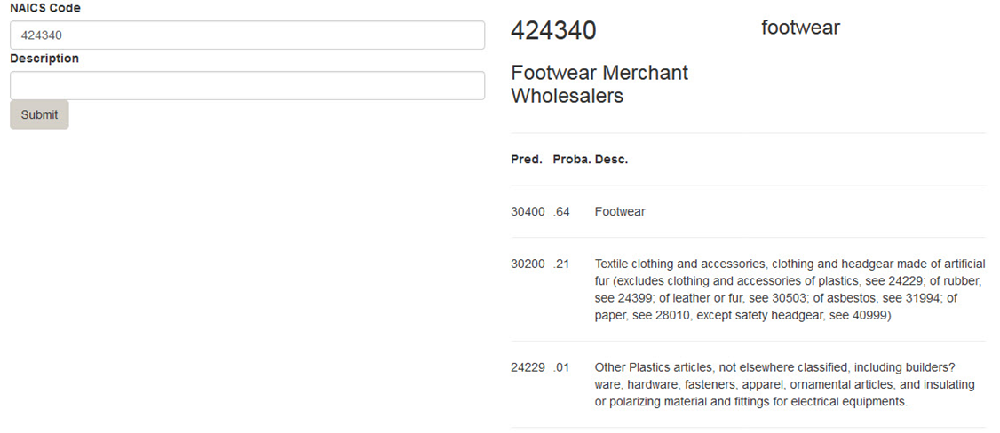 NAICS Code
424340
Description
Submit
424340
footwear
Footwear Merchant
Wholesalers
Pred. Proba. Desc.
30400 .64 Footwear
30200 .21 Textile clothing and accessories, clothing and headgear made of artificial
fur (excludes clothing and accessories of plastics, see 24229; of rubber,
see 24399; of leather or fur, see 30503; of asbestos, see 31994; of
paper, see 28010, except safety headgear, see 40999)
24229 .01 Other Plastics articles, not elsewhere classified, including builders?
ware, hardware, fasteners, apparel, ornamental articles, and insulating
or polarizing material and fittings for electrical equipments.